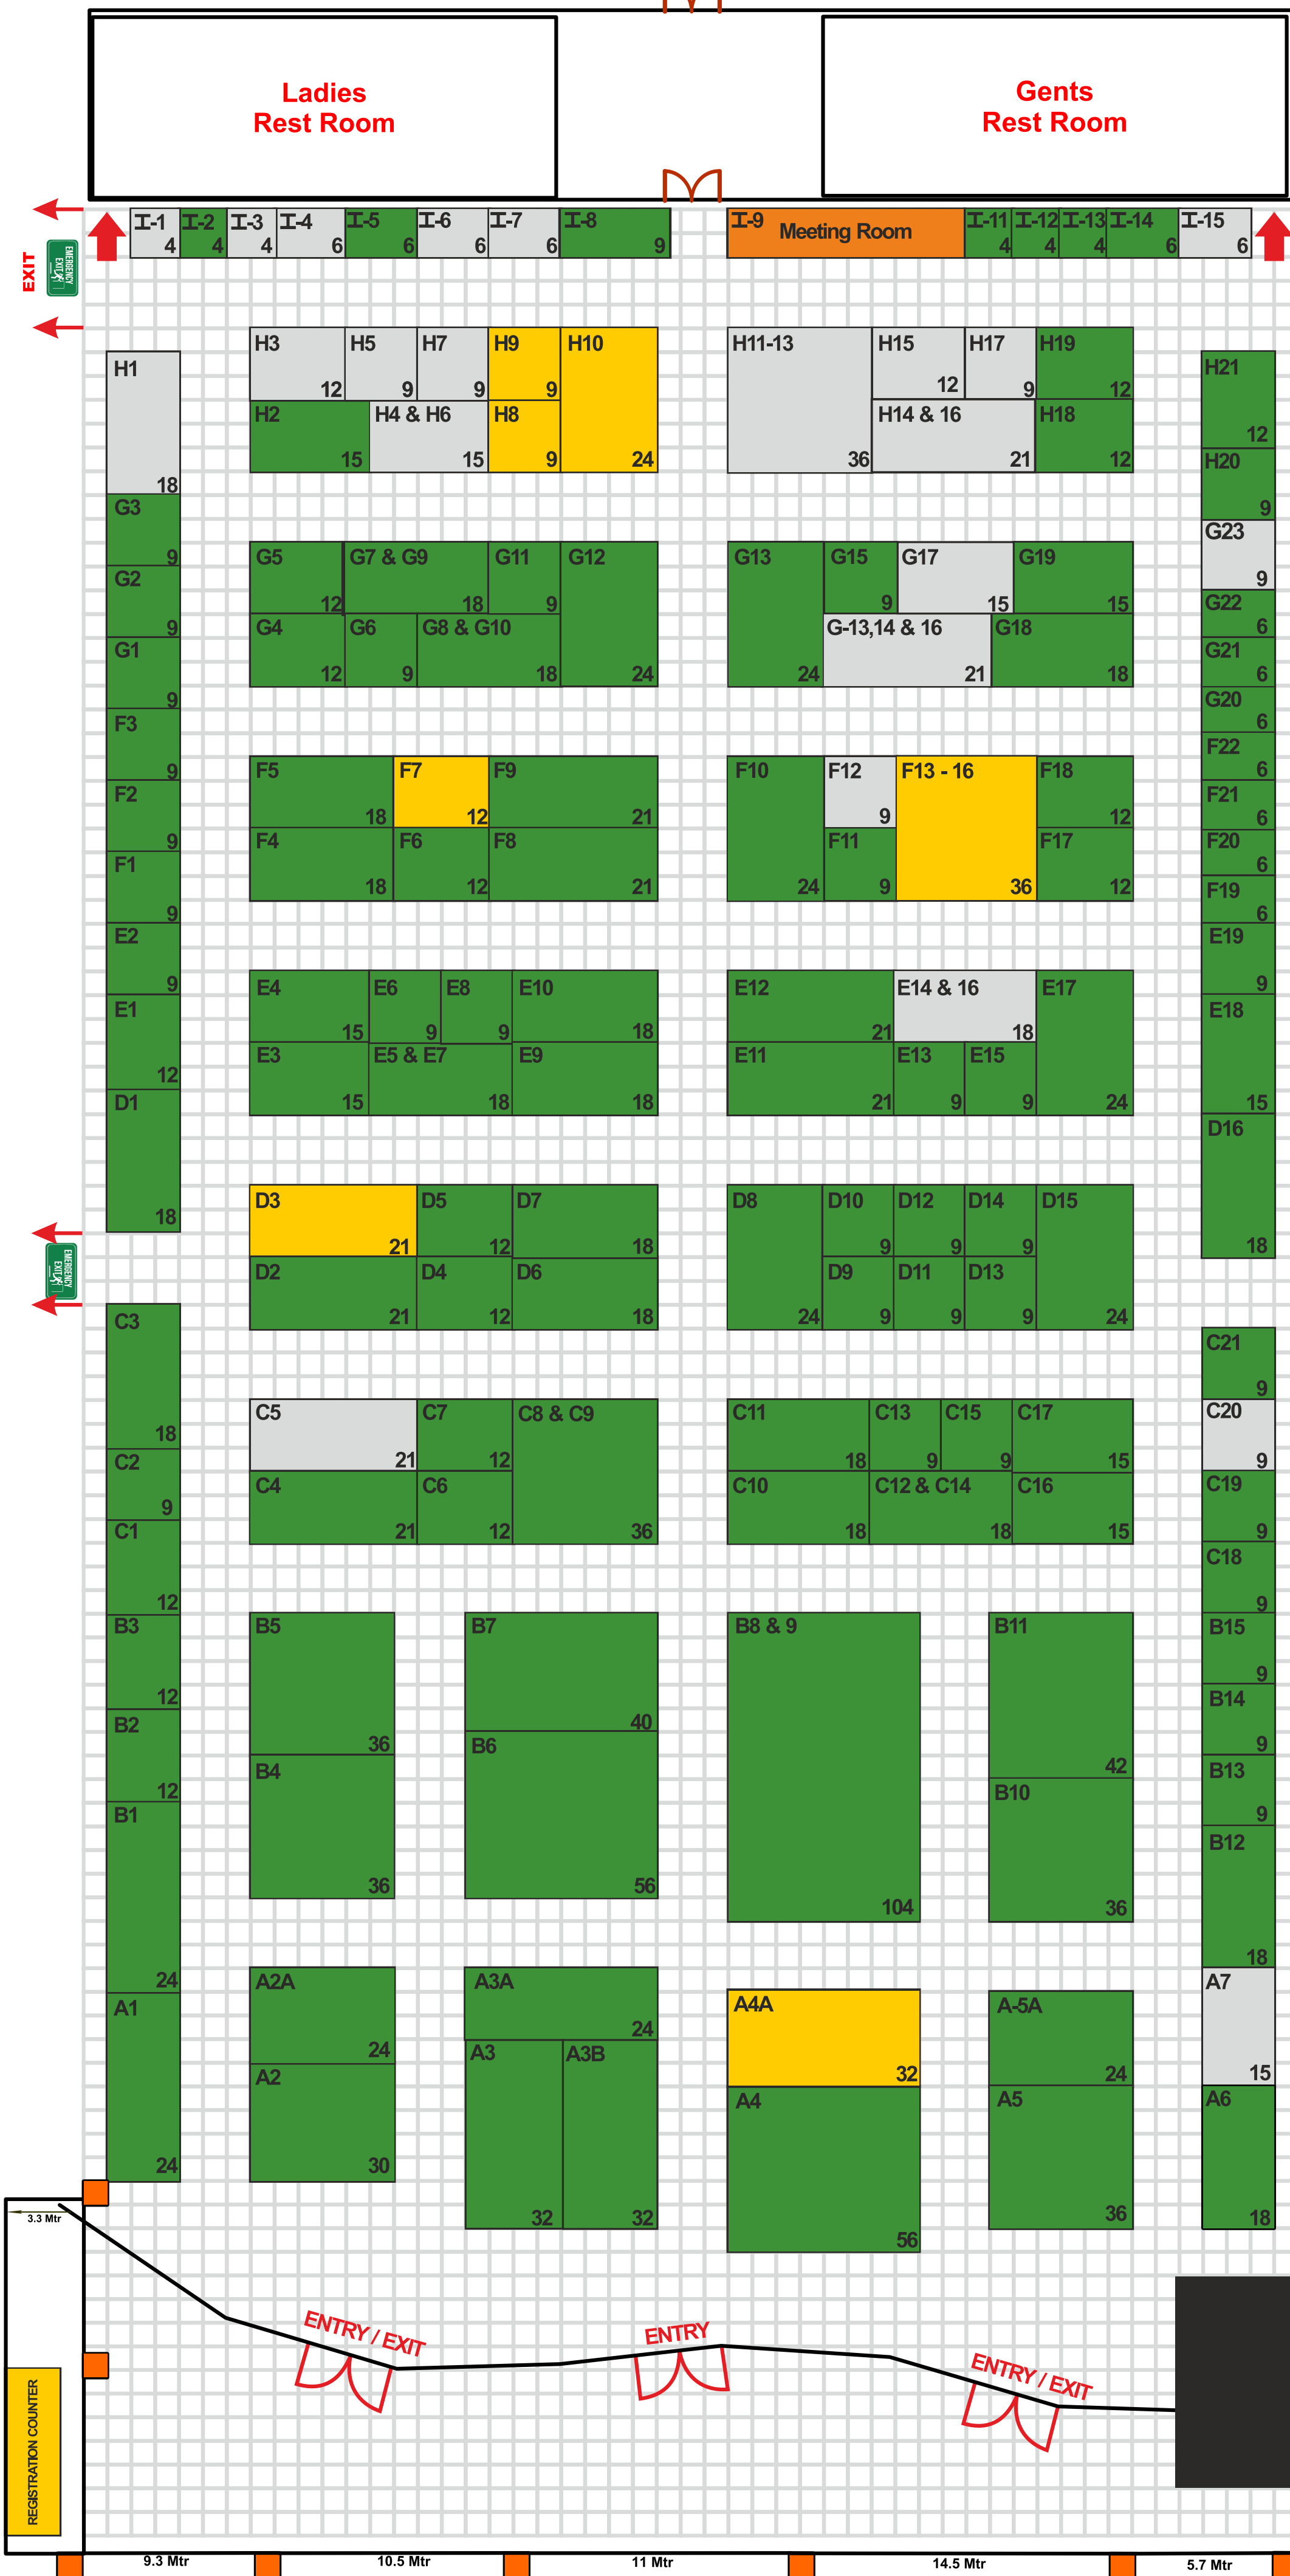 Ladies
Rest Room
Gents
Rest Room
I-1
4
I-2
4
I-3
4
I-4
6
I-5
6
I-6
6
I-7
6
I-8
9
I-9
Meeting Room
I-11
4
I-12
4
I-13
4
I-14
6
I-15
6
EXIT
EMERGENCY
EXIT
H1
18
G3
9
G2
9
G1
9
F3
9
F2
9
F1
9
E2
9
E1
12
D1
18
H3
12
H5
9
H7
9
H9
9
H10
24
H2
15
H4 & H6
15
H8
9
H11-13
36
H15
12
H17
9
H19
12
H14 & 16
21
H18
12
H21
12
H20
9
G23
9
G22
6
G21
6
G20
6
F22
6
F21
6
F20
6
F19
6
E19
9
E18
15
D16
18
G5
12
G7 & G9
18
G11
9
G12
24
G4
12
G6
9
G8 & G10
18
G13
24
G15
9
G17
15
G19
15
G-13,14 & 16
21
G18
18
F5
18
F7
12
F9
21
F4
18
F6
12
F8
21
F10
24
F12
9
F13 - 16
36
F18
12
F11
9
F17
12
E4
15
E6
9
E8
9
E10
18
E3
15
E5 & E7
18
E9
18
E12
21
E14 & 16
18
E17
24
E11
21
E13
9
E15
9
D3
21
D5
12
D7
18
D2
21
D4
12
D6
18
D8
24
D10
9
D12
9
D14
9
D15
24
D9
9
D11
9
D13
9
EMERGENCY
EXIT
C3
18
C2
9
C1
12
B3
12
B2
12
B1
24
A1
24
C5
21
C7
12
C8 & C9
36
C4
21
C6
12
C11
18
C13
9
C15
9
C17
15
C10
18
C12 & C14
18
C16
15
C21
9
C20
9
C19
9
C18
9
B15
9
B14
9
B13
9
B12
18
A7
15
A6
18
B5
36
B4
36
B7
40
B6
56
B8 & 9
104
B11
42
B10
36
A2A
24
A2
30
A3A
24
A3
32
A3B
32
A4A
32
A4
56
A-5A
24
A5
36
3.3 Mtr
ENTRY / EXIT
ENTRY
ENTRY / EXIT
REGISTRATION COUNTER
9.3 Mtr
10.5 Mtr
11 Mtr
14.5 Mtr
5.7 Mtr